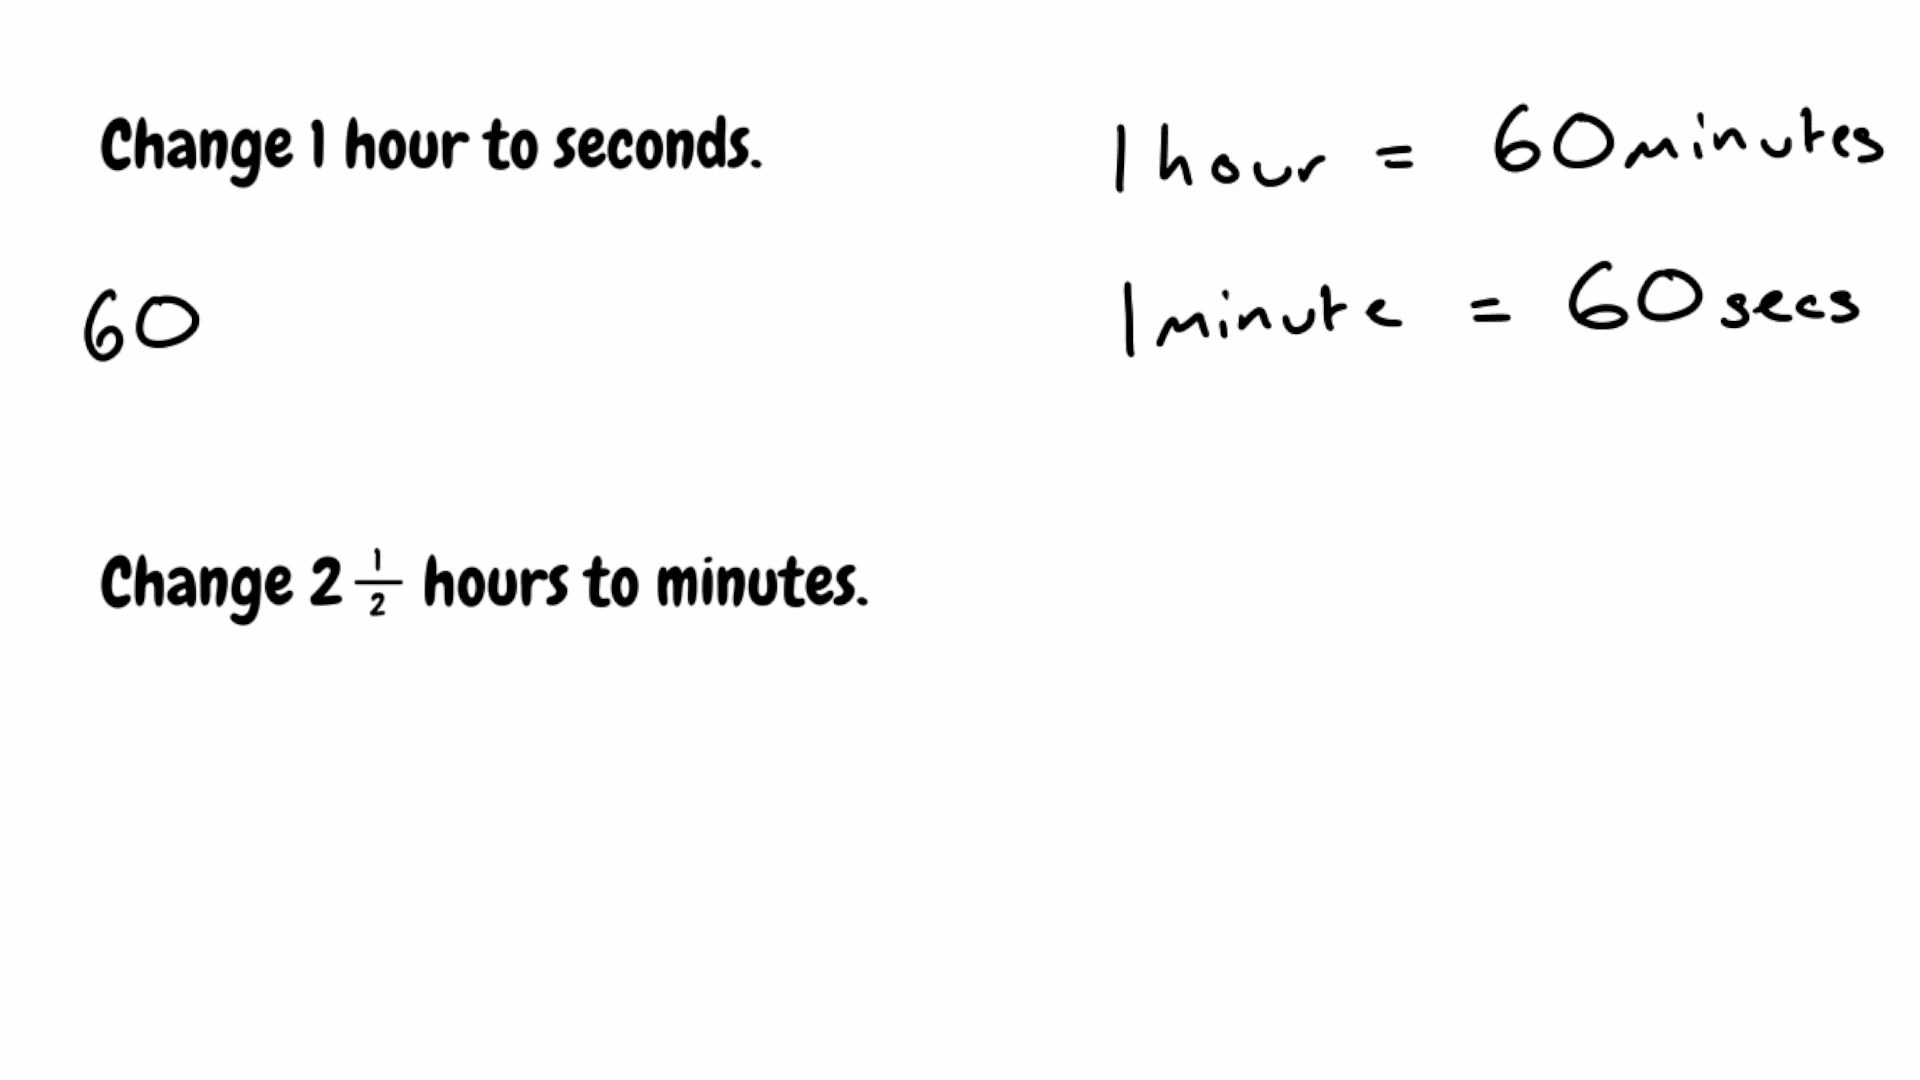 Change 1 hour to seconds.
1 hour = 60 minutes
60
1 minute = 60 secs
Change 2 1/2 hours to minutes.